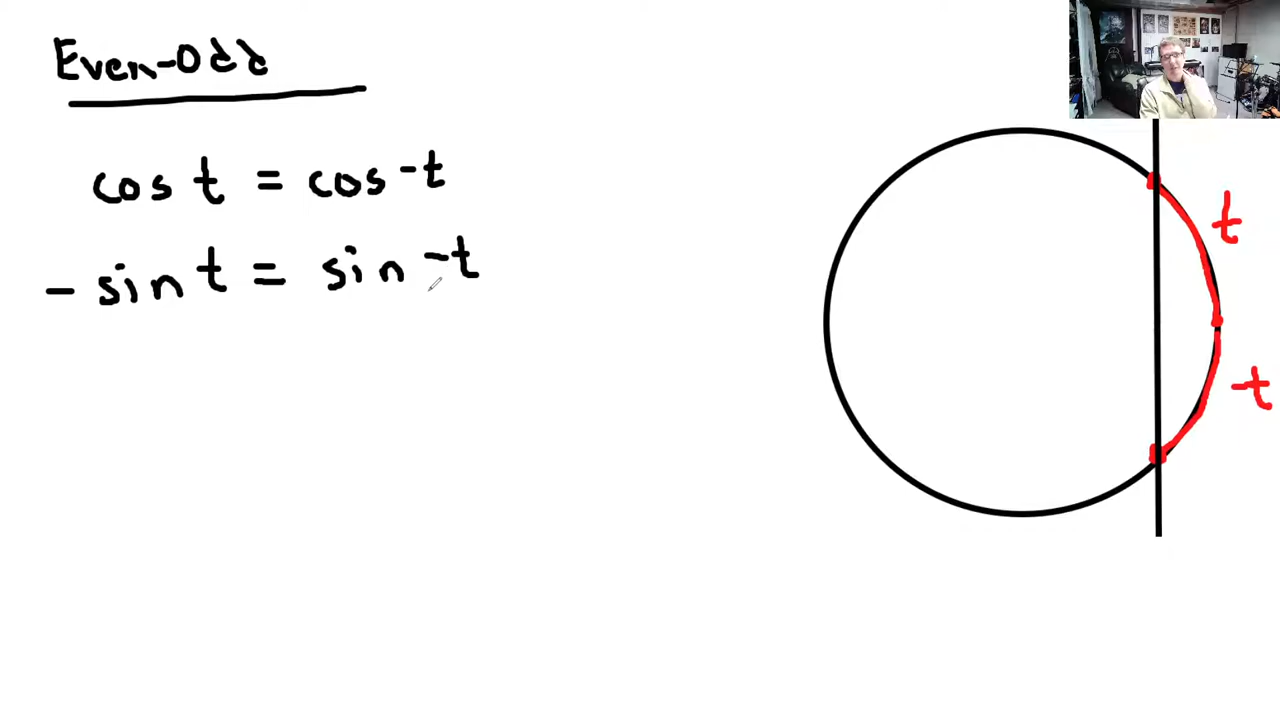 Even-Odd
cos t = cos -t
- sin t = sin -t
t
-t